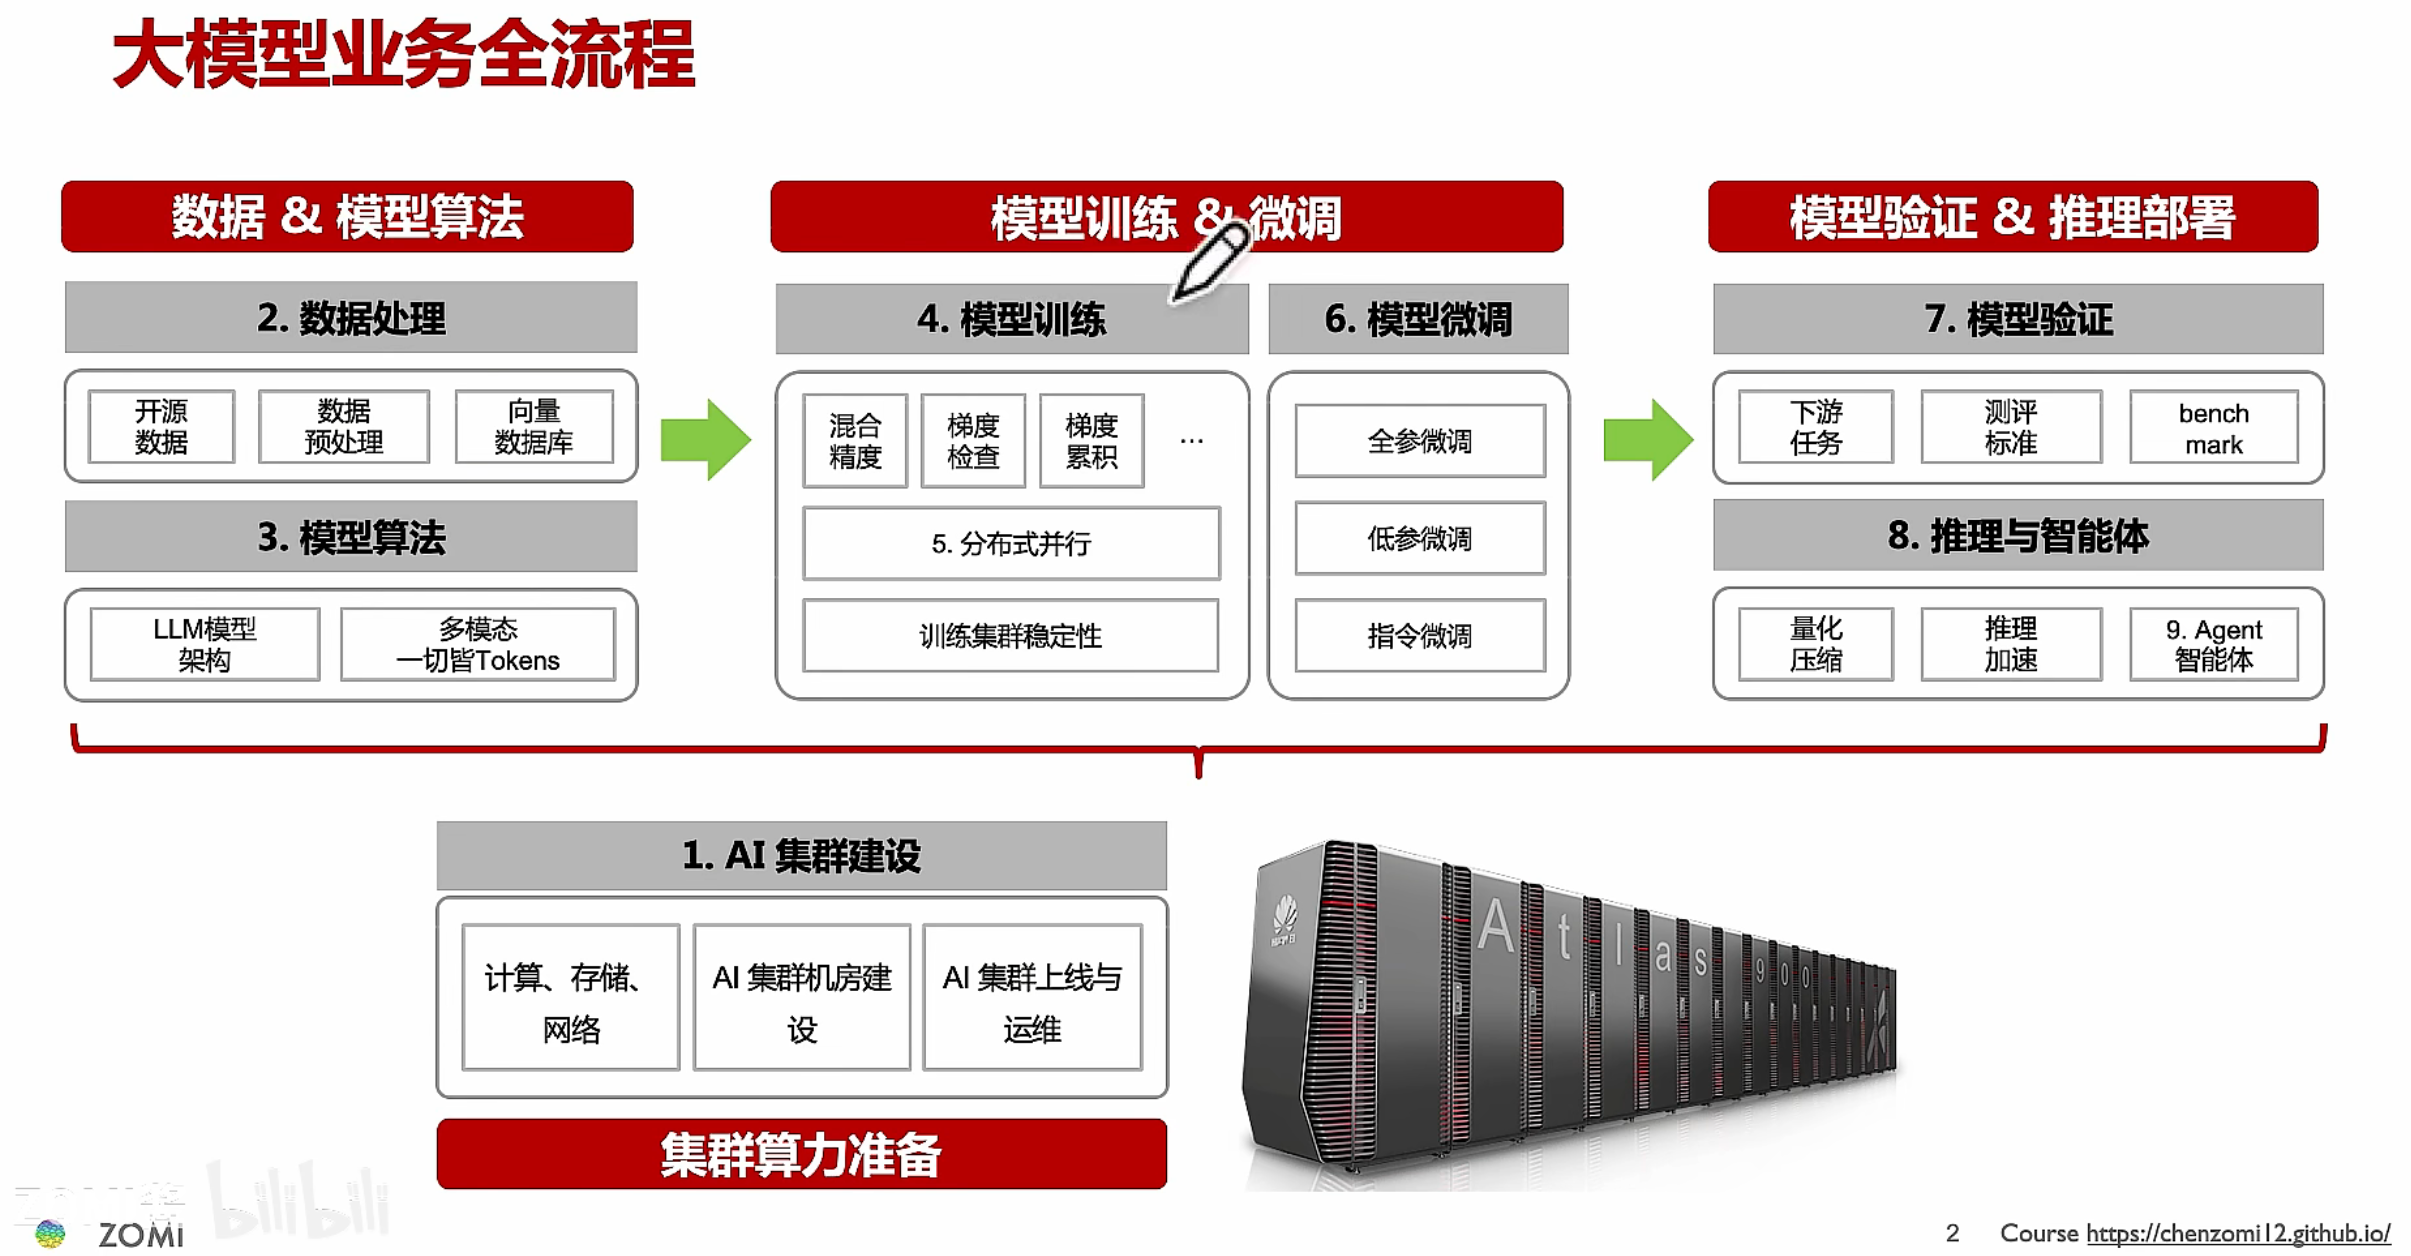 大模型业务全流程
数据 & 模型算法
2. 数据处理
开源
数据
数据
预处理
向量
数据库
3. 模型算法
LLM模型
架构
多模态
一切皆Tokens
模型训练 & 微调
4. 模型训练
混合
精度
梯度
检查
梯度
累积
...
5. 分布式并行
训练集群稳定性
6. 模型微调
全参微调
低参微调
指令微调
模型验证 & 推理部署
7. 模型验证
下游
任务
测评
标准
bench
mark
8. 推理与智能体
量化
压缩
推理
加速
9. Agent
智能体
1. AI 集群建设
计算、存储、
网络
AI 集群机房建
设
AI 集群上线与
运维
集群算力准备
Atlas 900
bilibili
ZOMI
2
Course https://chenzomi12.github.io/